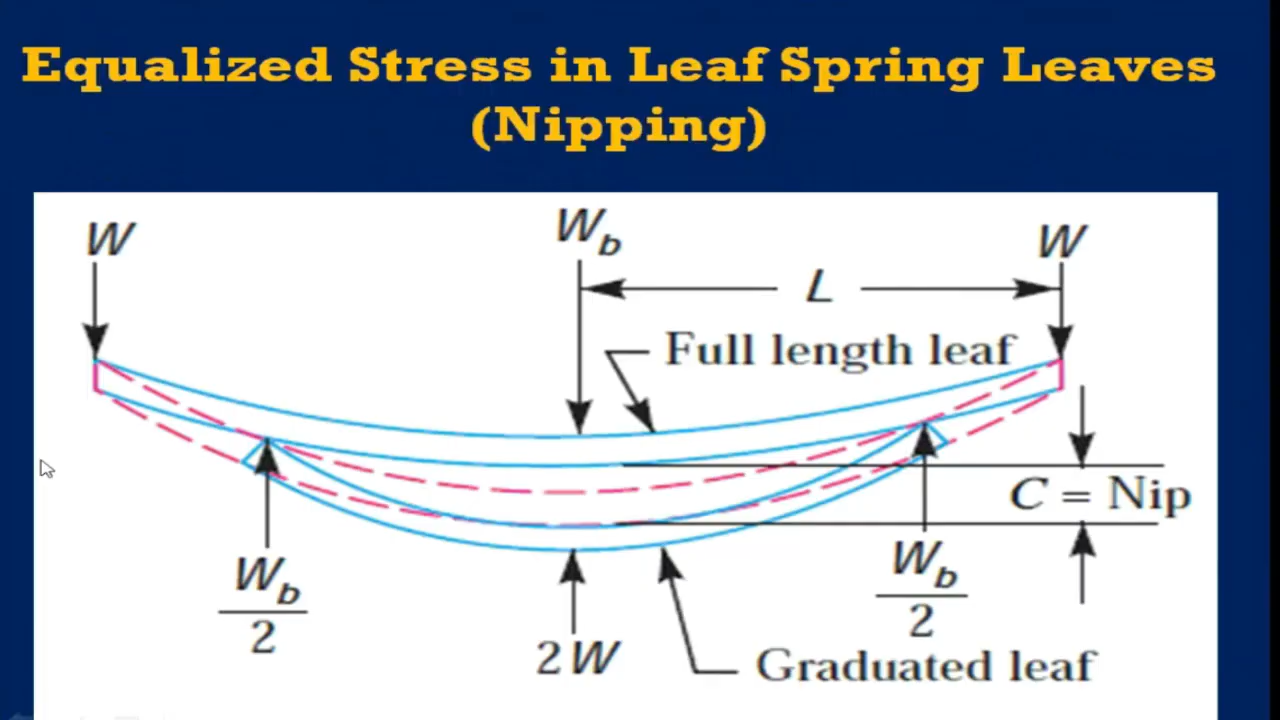 Equalized Stress in Leaf Spring Leaves
(Nipping)
W
W_b
W
L
Full length leaf
C = Nip
W_b
2
W_b
2
2W
Graduated leaf